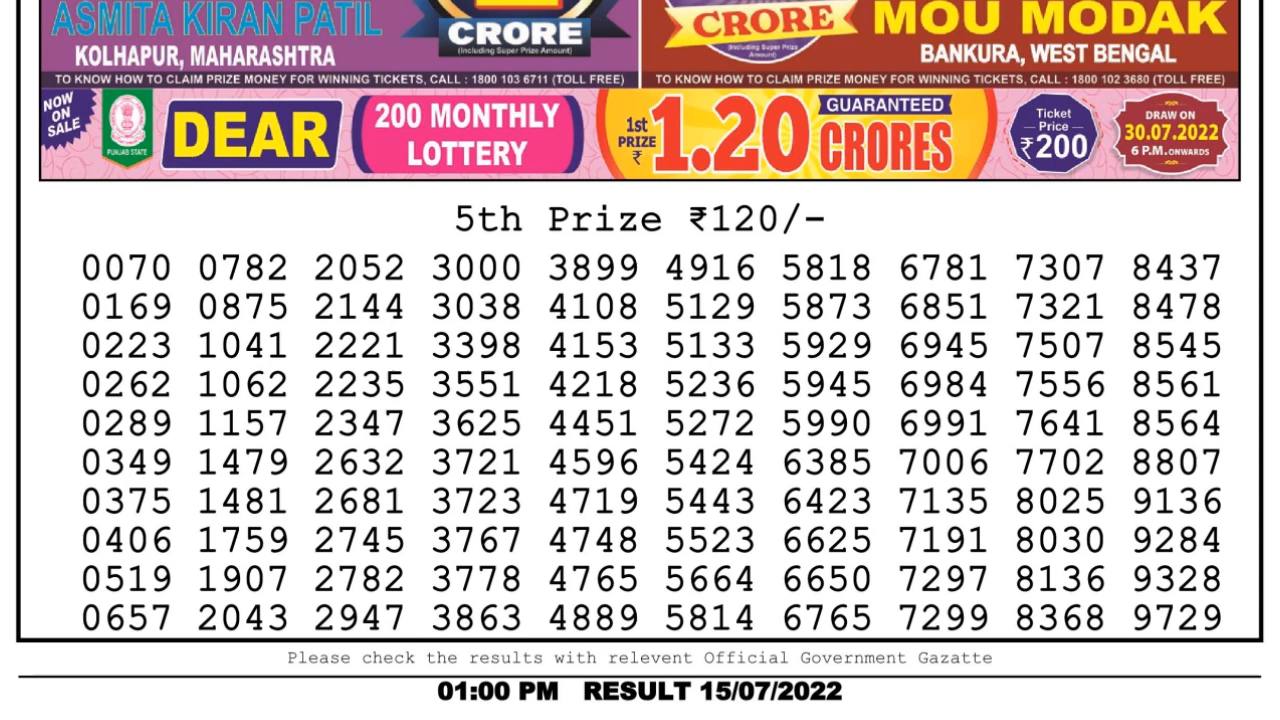 ASMITA KIRAN PATIL
KOLHAPUR, MAHARASHTRA
CRORE
(Including Super Prize Amount)
CRORE
(Including Super Prize Amount)
MOU MODAK
BANKURA, WEST BENGAL
TO KNOW HOW TO CLAIM PRIZE MONEY FOR WINNING TICKETS, CALL : 1800 103 6711 (TOLL FREE)
TO KNOW HOW TO CLAIM PRIZE MONEY FOR WINNING TICKETS, CALL : 1800 102 3680 (TOLL FREE)
NOW
ON
SALE
PUNJAB STATE
DEAR
200 MONTHLY
LOTTERY
1st
PRIZE
₹
1.20
GUARANTEED
CRORES
Ticket
Price
₹200
DRAW ON
30.07.2022
6 P.M. ONWARDS
5th Prize ₹120/-
0070 0782 2052 3000 3899 4916 5818 6781 7307 8437
0169 0875 2144 3038 4108 5129 5873 6851 7321 8478
0223 1041 2221 3398 4153 5133 5929 6945 7507 8545
0262 1062 2235 3551 4218 5236 5945 6984 7556 8561
0289 1157 2347 3625 4451 5272 5990 6991 7641 8564
0349 1479 2632 3721 4596 5424 6385 7006 7702 8807
0375 1481 2681 3723 4719 5443 6423 7135 8025 9136
0406 1759 2745 3767 4748 5523 6625 7191 8030 9284
0519 1907 2782 3778 4765 5664 6650 7297 8136 9328
0657 2043 2947 3863 4889 5814 6765 7299 8368 9729
Please check the results with relevent Official Government Gazatte
01:00 PM RESULT 15/07/2022